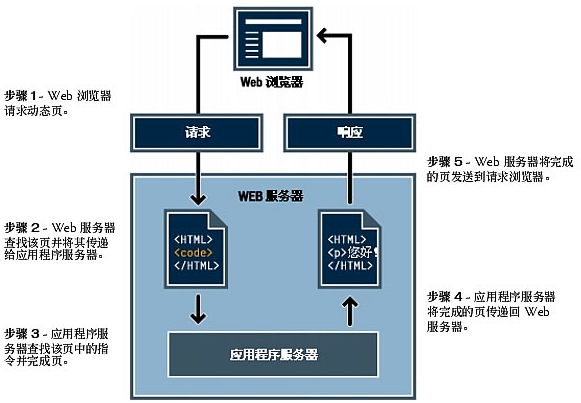 Web 浏览器
步骤 1 - Web 浏览器
请求动态页。
请求
响应
步骤 5 - Web 服务器将完成
的页发送到请求浏览器。
WEB 服务器
步骤 2 - Web 服务器
查找该页并将其传递
给应用程序服务器。
<HTML>
<code>
</HTML>
<HTML>
<p>您好!
</HTML>
步骤 4 - 应用程序服务器
将完成的页传递回 Web
服务器。
步骤 3 - 应用程序服
务器查找该页中的指
令并完成页。
应用程序服务器